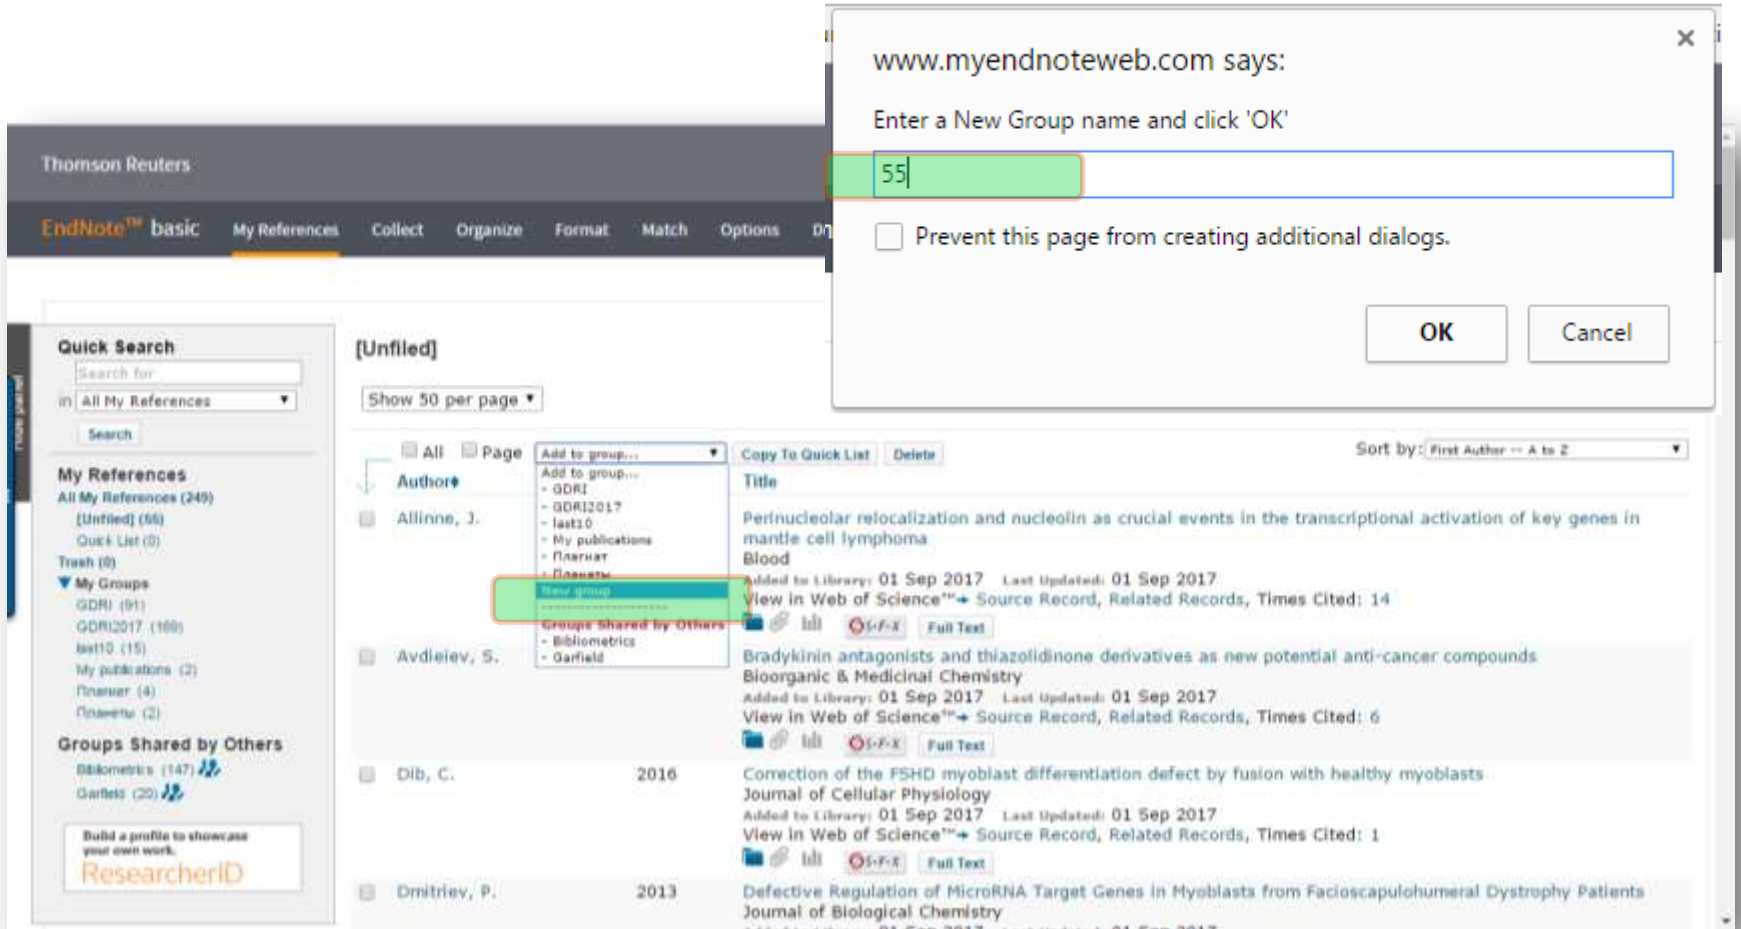 www.myendnoteweb.com says:
Enter a New Group name and click 'OK'
55
Prevent this page from creating additional dialogs.
OK
Cancel
Thomson Reuters
EndNote™ basic
My References
Collect
Organize
Format
Match
Options
Quick Search
Search for
in All My References
Search
My References
All My References (249)
[Unfiled] (55)
Quick List (0)
Trash (0)
My Groups
GDRI (91)
GDRI2017 (169)
last10 (15)
My publications (2)
Плагиат (4)
Планеты (2)
Groups Shared by Others
Bibliometrics (147)
Garfield (20)
Build a profile to showcase
your own work.
ResearcherID
[Unfiled]
Show 50 per page
All
Page
Add to group...
Copy To Quick List
Delete
Sort by: First Author -- A to Z
Add to group...
- GDRI
- GDRI2017
- last10
- My publications
- Плагиат
- Планеты
New group
--------------------
Groups Shared by Others
- Bibliometrics
- Garfield
Author
Title
Allinne, J.
Perinucleolar relocalization and nucleolin as crucial events in the transcriptional activation of key genes in
mantle cell lymphoma
Blood
Added to Library: 01 Sep 2017 Last Updated: 01 Sep 2017
View in Web of Science™➔ Source Record, Related Records, Times Cited: 14
S-F-X Full Text
Avdieiev, S.
Bradykinin antagonists and thiazolidinone derivatives as new potential anti-cancer compounds
Bioorganic & Medicinal Chemistry
Added to Library: 01 Sep 2017 Last Updated: 01 Sep 2017
View in Web of Science™➔ Source Record, Related Records, Times Cited: 6
S-F-X Full Text
Dib, C.
2016
Correction of the FSHD myoblast differentiation defect by fusion with healthy myoblasts
Journal of Cellular Physiology
Added to Library: 01 Sep 2017 Last Updated: 01 Sep 2017
View in Web of Science™➔ Source Record, Related Records, Times Cited: 1
S-F-X Full Text
Dmitriev, P.
2013
Defective Regulation of MicroRNA Target Genes in Myoblasts from Facioscapulohumeral Dystrophy Patients
Journal of Biological Chemistry